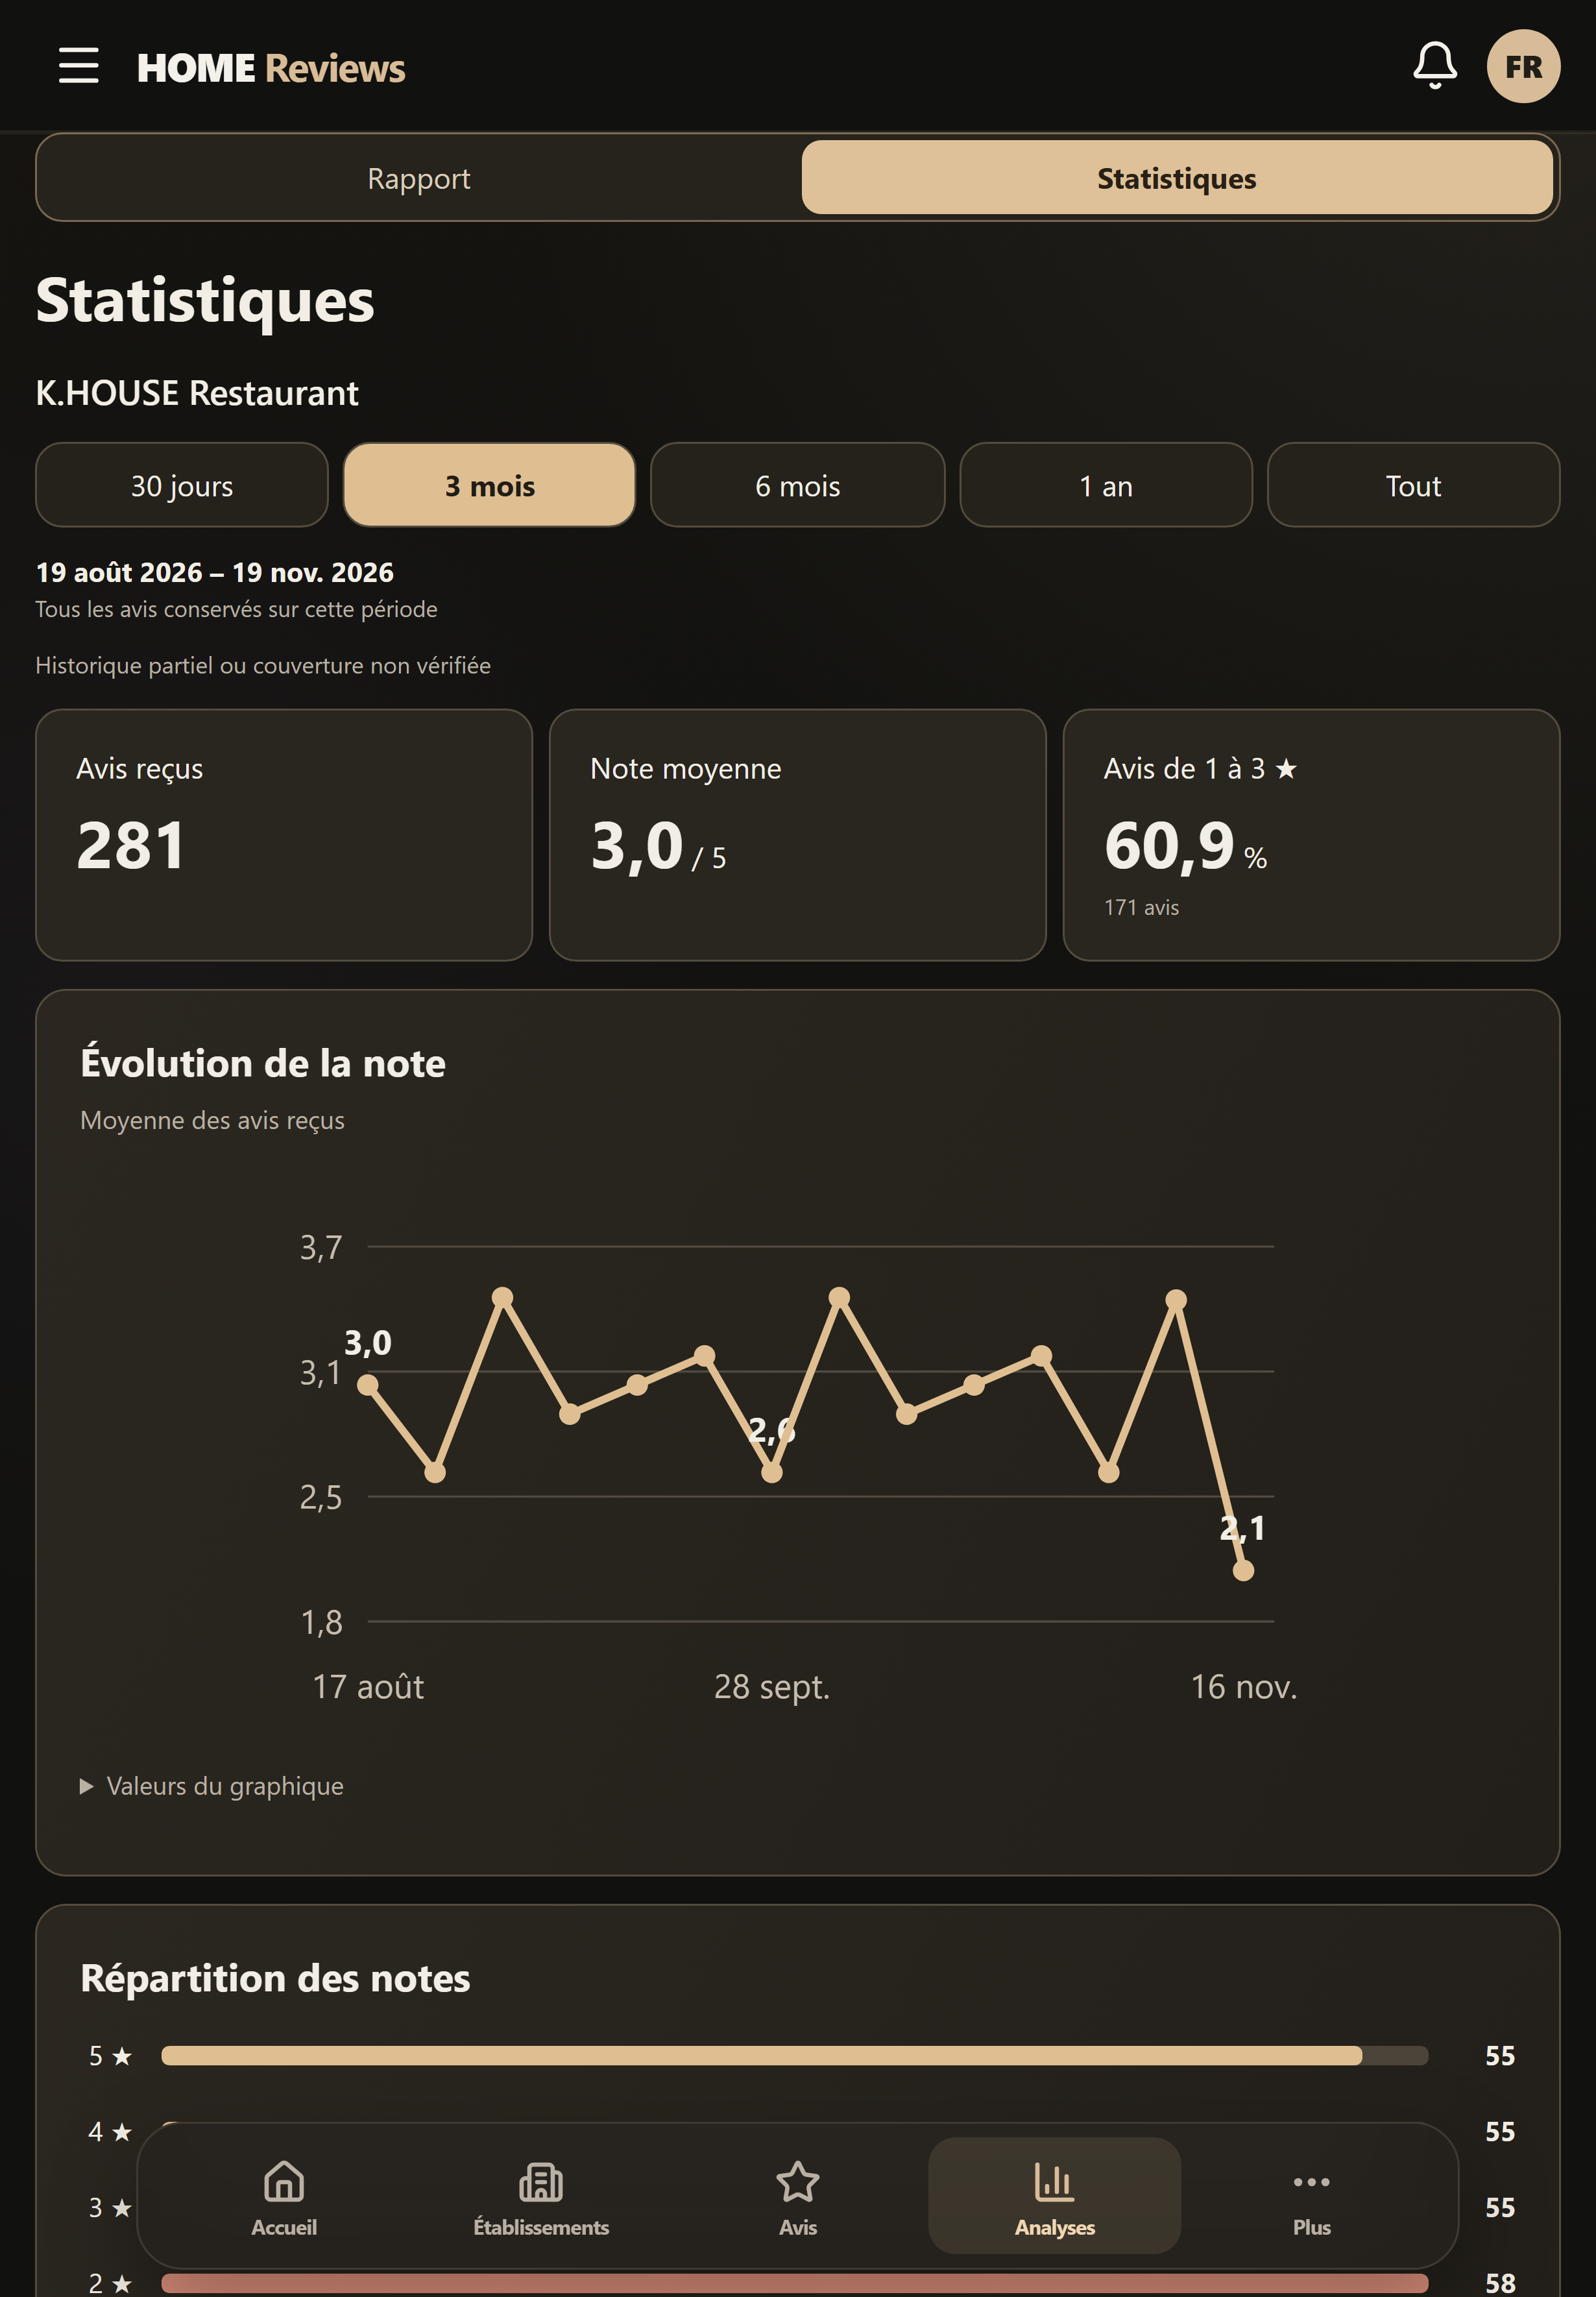 HOME Reviews
FR
Rapport
Statistiques
Statistiques
K.HOUSE Restaurant
30 jours
3 mois
6 mois
1 an
Tout
19 août 2026 – 19 nov. 2026
Tous les avis conservés sur cette période
Historique partiel ou couverture non vérifiée
Avis reçus
281
Note moyenne
3,0 / 5
Avis de 1 à 3 ★
60,9 %
171 avis
Évolution de la note
Moyenne des avis reçus
3,7
3,0
3,1
2,6
2,5
2,1
1,8
17 août
28 sept.
16 nov.
▶ Valeurs du graphique
Répartition des notes
5 ★ 55
4 ★ 55
3 ★ 55
Accueil
Établissements
Avis
Analyses
Plus
2 ★ 58